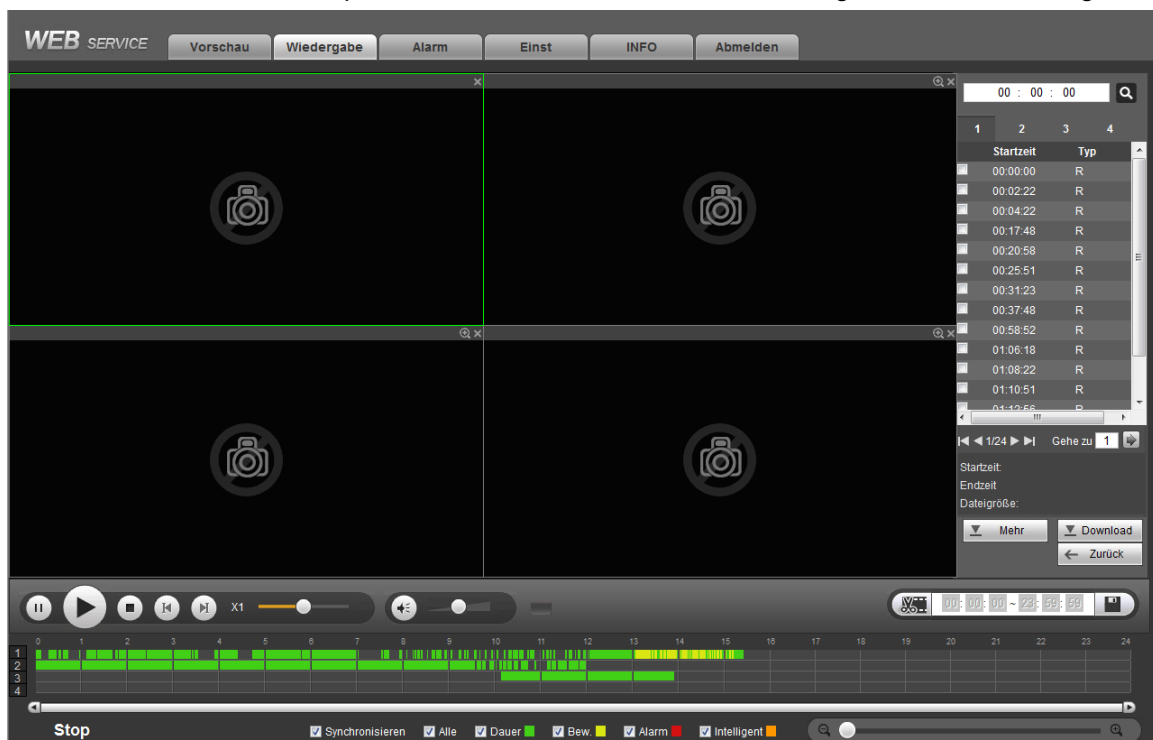 WEB SERVICE Vorschau Wiedergabe Alarm Einst INFO Abmelden
00 : 00 : 00
1 2 3 4
Startzeit Typ
00:00:00 R
00:02:22 R
00:04:22 R
00:17:48 R
00:20:58 R
00:25:51 R
00:31:23 R
00:37:48 R
00:58:52 R
01:06:18 R
01:08:22 R
01:10:51 R
01:12:56 R
1/24 Gehe zu 1
Startzeit:
Endzeit
Dateigröße:
Mehr Download
Zurück
X1 00: 00: 00 ~ 23: 59: 59
0 1 2 3 4 5 6 7 8 9 10 11 12 13 14 15 16 17 18 19 20 21 22 23 24
1
2
3
4
Stop Synchronisieren Alle Dauer Bew. Alarm Intelligent